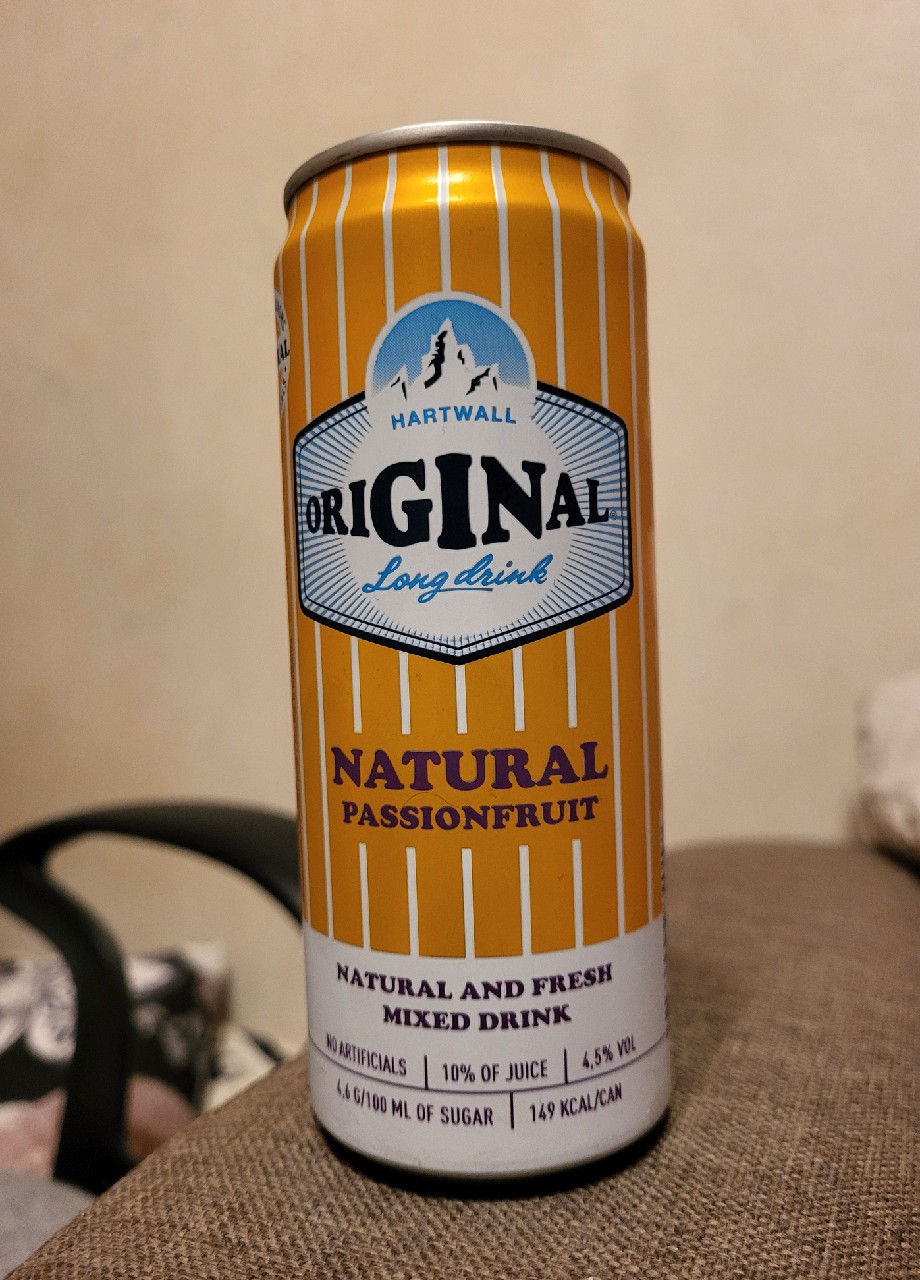 HARTWALL
ORIGINAL
Long drink
NATURAL
PASSIONFRUIT
NATURAL AND FRESH
MIXED DRINK
NO ARTIFICIALS | 10% OF JUICE | 4,5% VOL
4,6 G/100 ML OF SUGAR | 149 KCAL/CAN